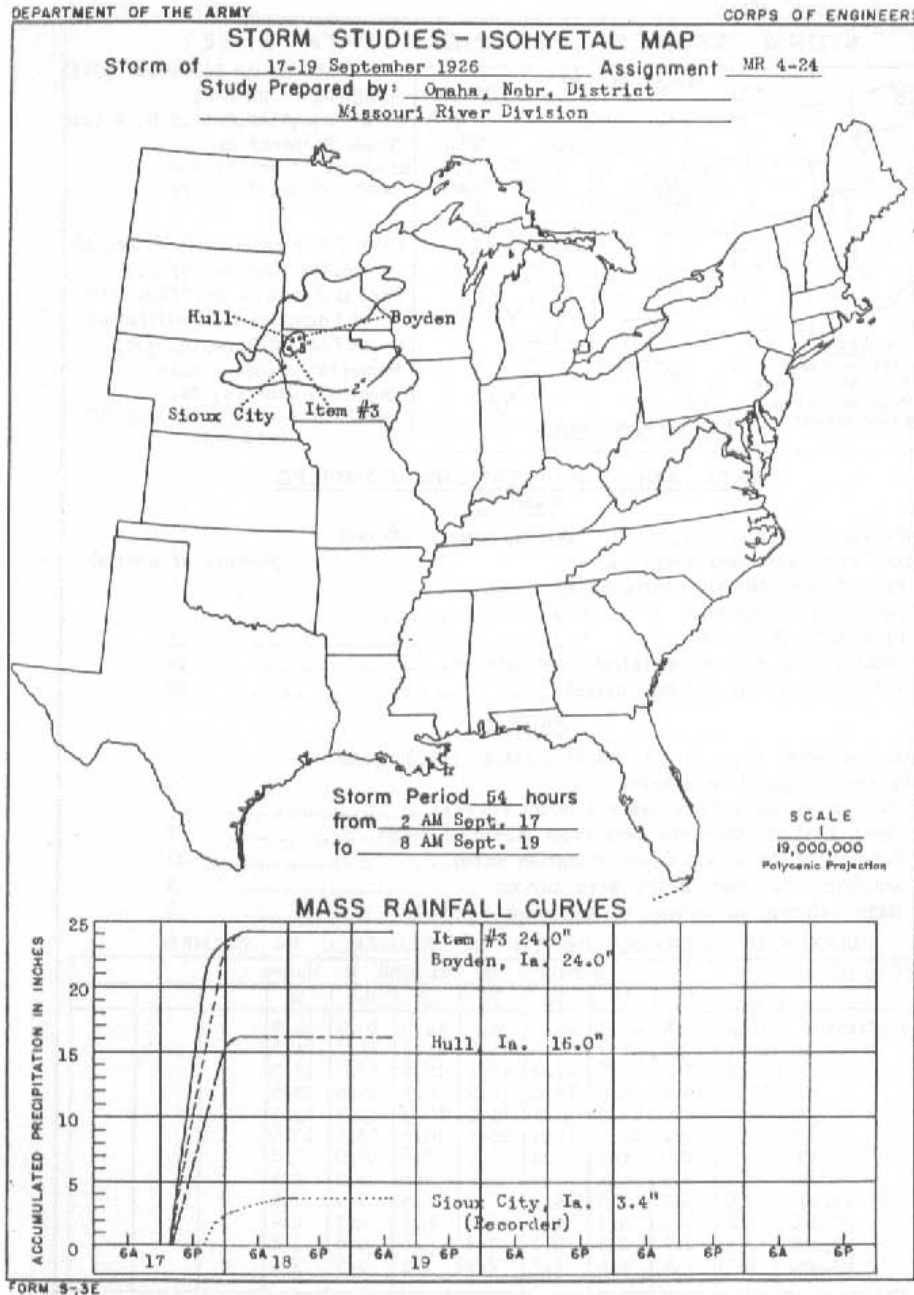 DEPARTMENT OF THE ARMY CORPS OF ENGINEERS
STORM STUDIES - ISOHYETAL MAP
Storm of 17-19 September 1926 Assignment MR 4-24
Study Prepared by: Omaha, Nebr, District
Missouri River Division
Hull Boyden
Sioux City Item #3
Storm Period 54 hours
from 2 AM Sept. 17
to 8 AM Sept. 19
SCALE
1
19,000,000
Polyconic Projection
MASS RAINFALL CURVES
ACCUMULATED PRECIPITATION IN INCHES
25
20
15
10
5
0
Item #3 24.0"
Boyden, Ia. 24.0"
Hull, Ia. 16.0"
Sioux City, Ia. 3.4"
(Recorder)
6A 6P 6A 6P 6A 6P 6A 6P 6A 6P 6A 6P
17 18 19
FORM S-3E